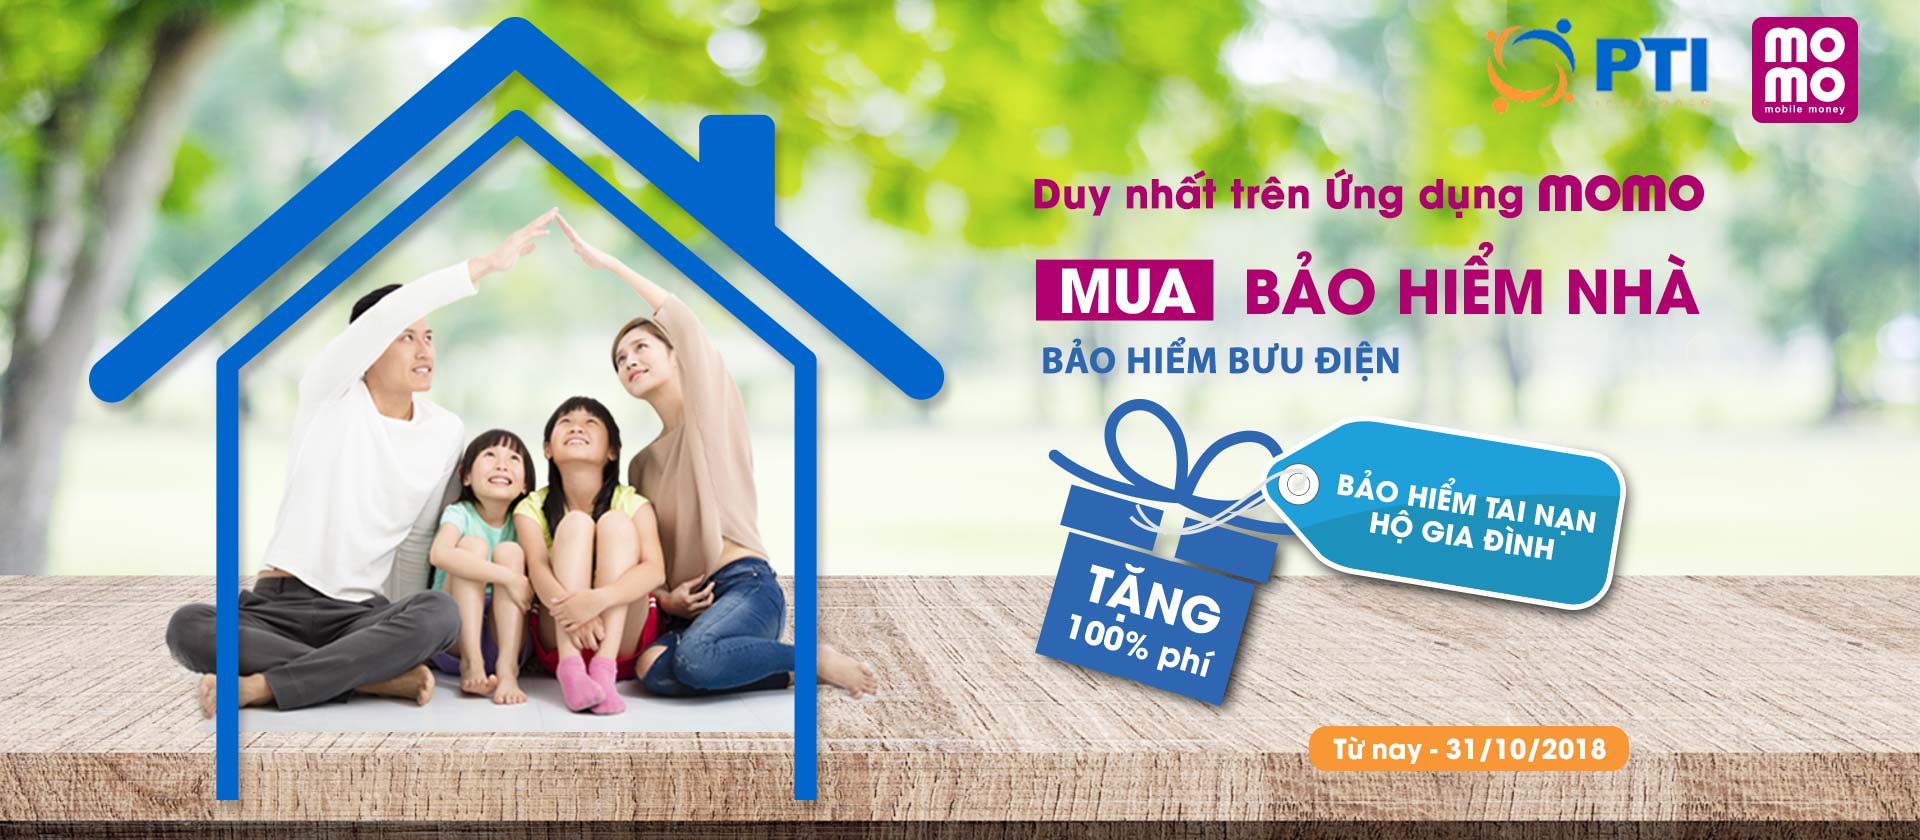 PTI
mo
mo
mobile money
Duy nhất trên Ứng dụng momo
MUA BẢO HIỂM NHÀ
BẢO HIỂM BƯU ĐIỆN
BẢO HIỂM TAI NẠN
HỘ GIA ĐÌNH
TẶNG
100% phí
Từ nay - 31/10/2018